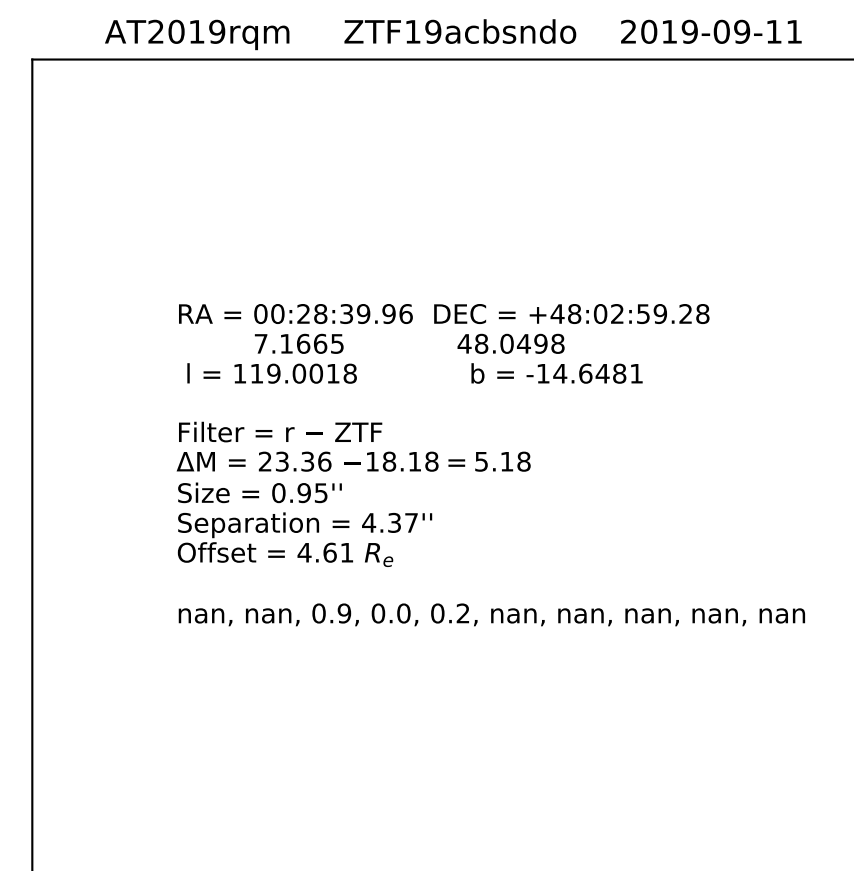 AT2019rqm ZTF19acbsndo 2019-09-11
RA = 00:28:39.96 DEC = +48:02:59.28
7.1665 48.0498
l = 119.0018 b = -14.6481
Filter = r − ZTF
ΔM = 23.36 −18.18 = 5.18
Size = 0.95''
Separation = 4.37''
Offset = 4.61 Re
nan, nan, 0.9, 0.0, 0.2, nan, nan, nan, nan, nan